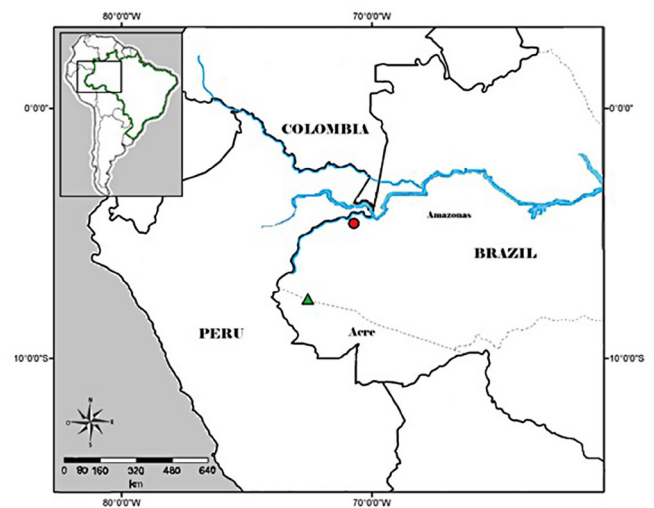 80°0'0"W 70°0'0"W
0°0'0" 0°0'0"
COLOMBIA
Amazonas
BRAZIL
PERU
Acre
10°0'0"S 10°0'0"S
N
O E
S
0 80 160 320 480 640
km
80°0'0"W 70°0'0"W